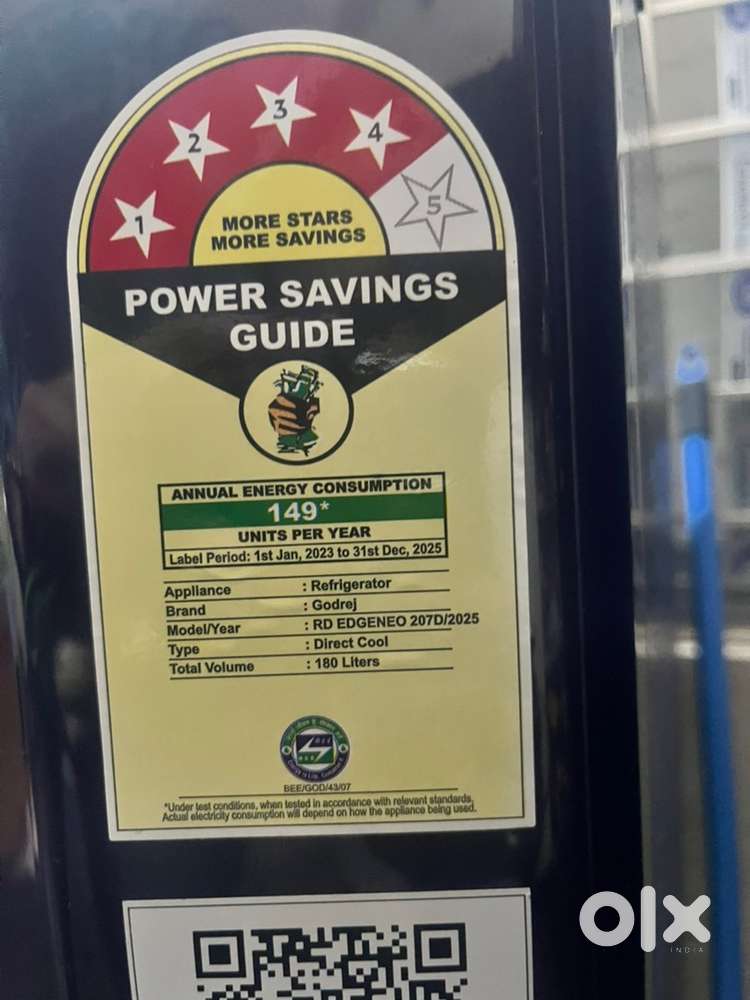 1
2
3
4
5
MORE STARS
MORE SAVINGS
POWER SAVINGS
GUIDE
ANNUAL ENERGY CONSUMPTION
149*
UNITS PER YEAR
Label Period: 1st Jan, 2023 to 31st Dec, 2025
Appliance : Refrigerator
Brand : Godrej
Model/Year : RD EDGENEO 207D/2025
Type : Direct Cool
Total Volume : 180 Liters
BEE/GOD/43/07
*Under test conditions, when tested in accordance with relevant standards.
Actual electricity consumption will depend on how the appliance being used.
olx
INDIA